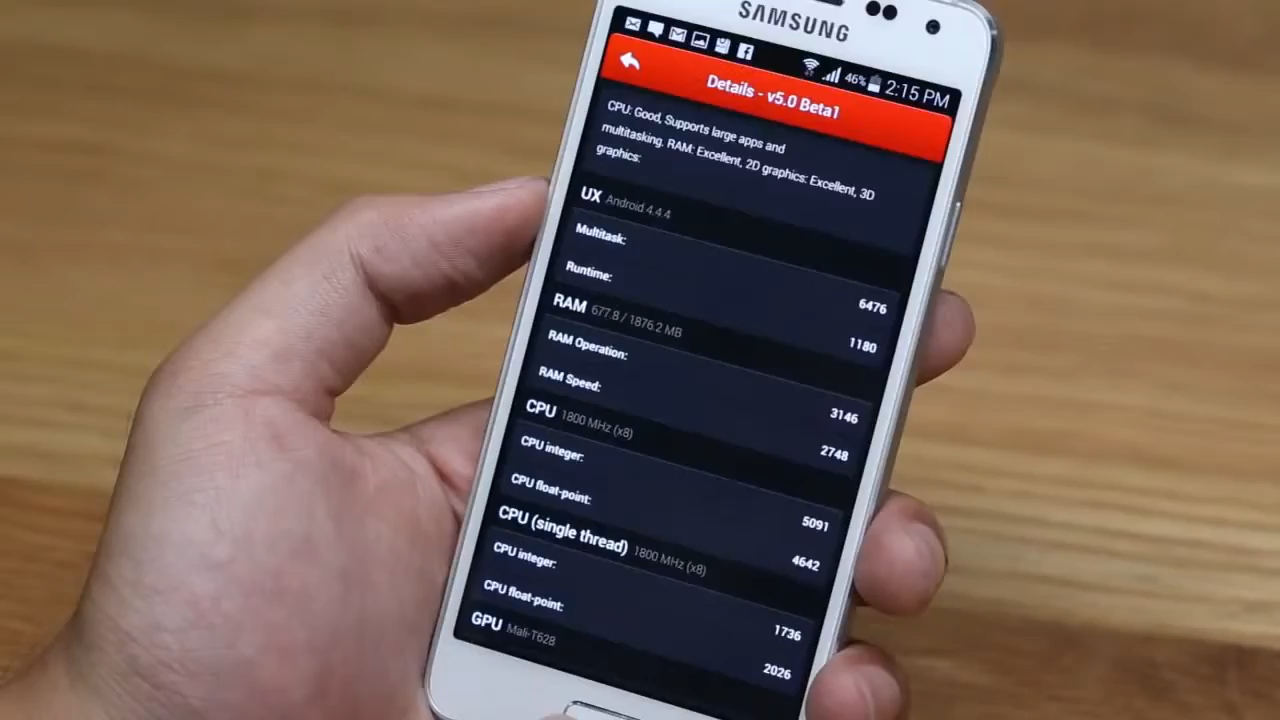 SAMSUNG
46% 2:15 PM
Details - v5.0 Beta1
CPU: Good, Supports large apps and
multitasking. RAM: Excellent, 2D graphics: Excellent, 3D
graphics:
UX Android 4.4.4
Multitask: 6476
Runtime: 1180
RAM 677.8 / 1876.2 MB
RAM Operation: 3146
RAM Speed: 2748
CPU 1800 MHz (x8)
CPU integer: 5091
CPU float-point: 4642
CPU (single thread) 1800 MHz (x8)
CPU integer: 1736
CPU float-point: 2026
GPU Mali-T628